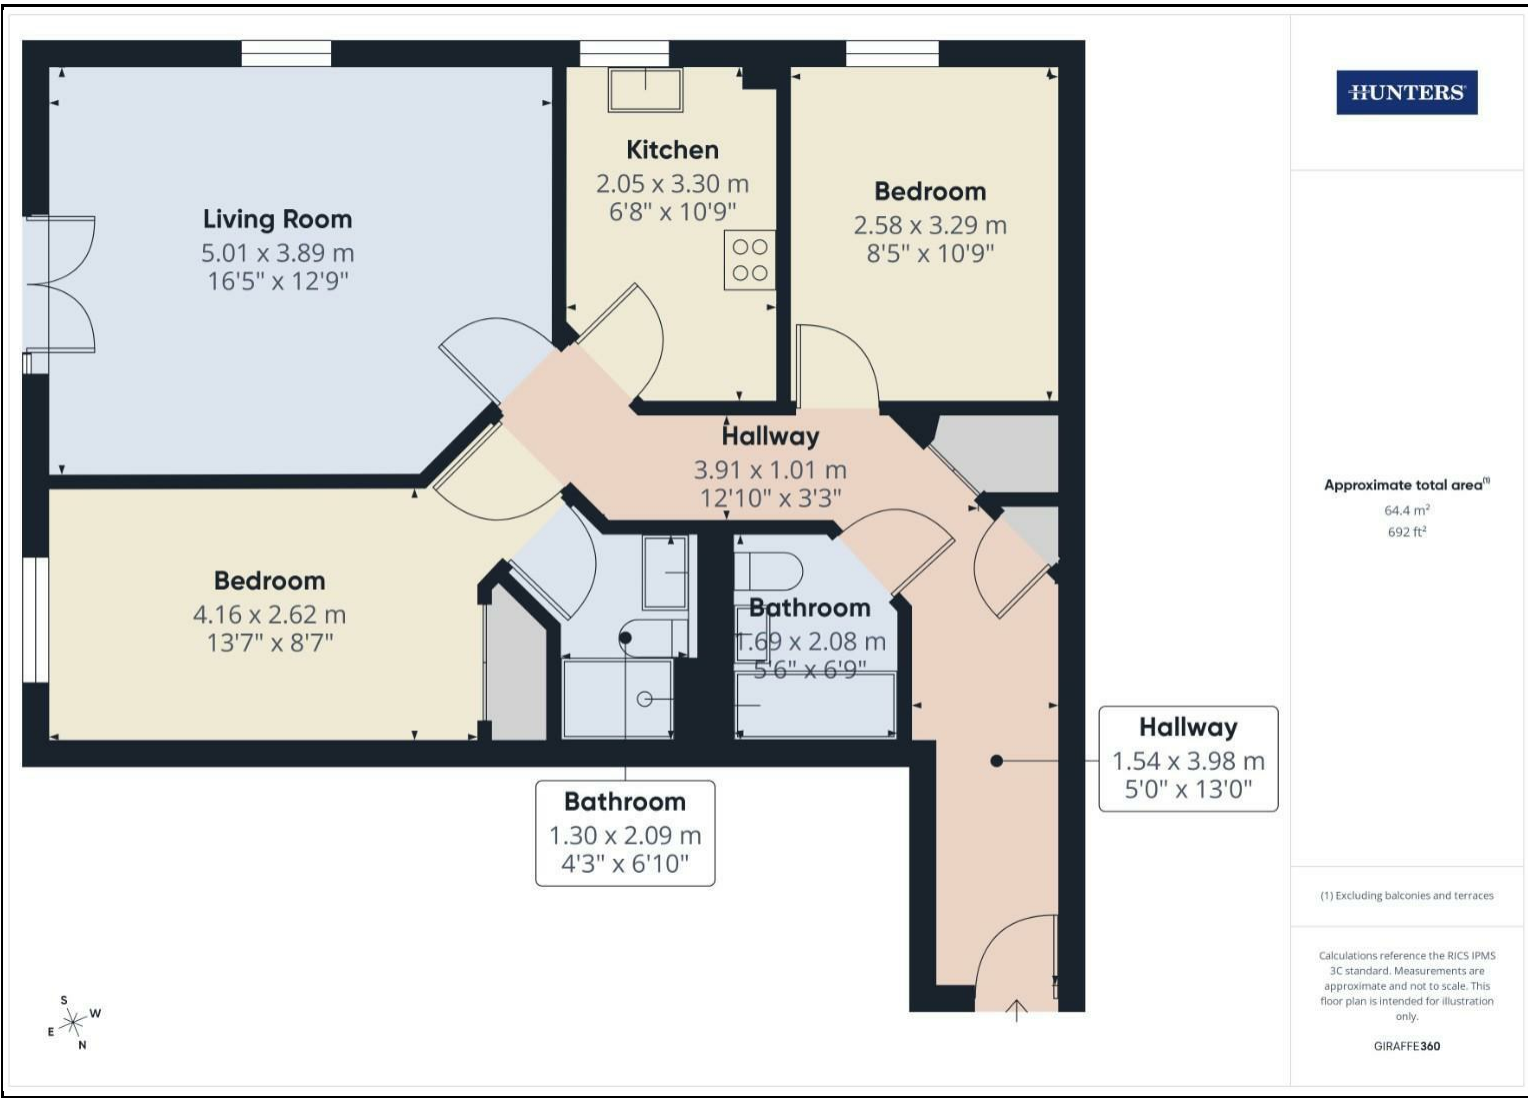 Living Room
5.01 x 3.89 m
16'5" x 12'9"
Kitchen
2.05 x 3.30 m
6'8" x 10'9"
Bedroom
2.58 x 3.29 m
8'5" x 10'9"
Hallway
3.91 x 1.01 m
12'10" x 3'3"
Bedroom
4.16 x 2.62 m
13'7" x 8'7"
Bathroom
1.69 x 2.08 m
5'6" x 6'9"
Bathroom
1.30 x 2.09 m
4'3" x 6'10"
Hallway
1.54 x 3.98 m
5'0" x 13'0"
S
W
E
N
HUNTERS
Approximate total area⁽¹⁾
64.4 m²
692 ft²
(1) Excluding balconies and terraces
Calculations reference the RICS IPMS
3C standard. Measurements are
approximate and not to scale. This
floor plan is intended for illustration
only.
GIRAFFE360